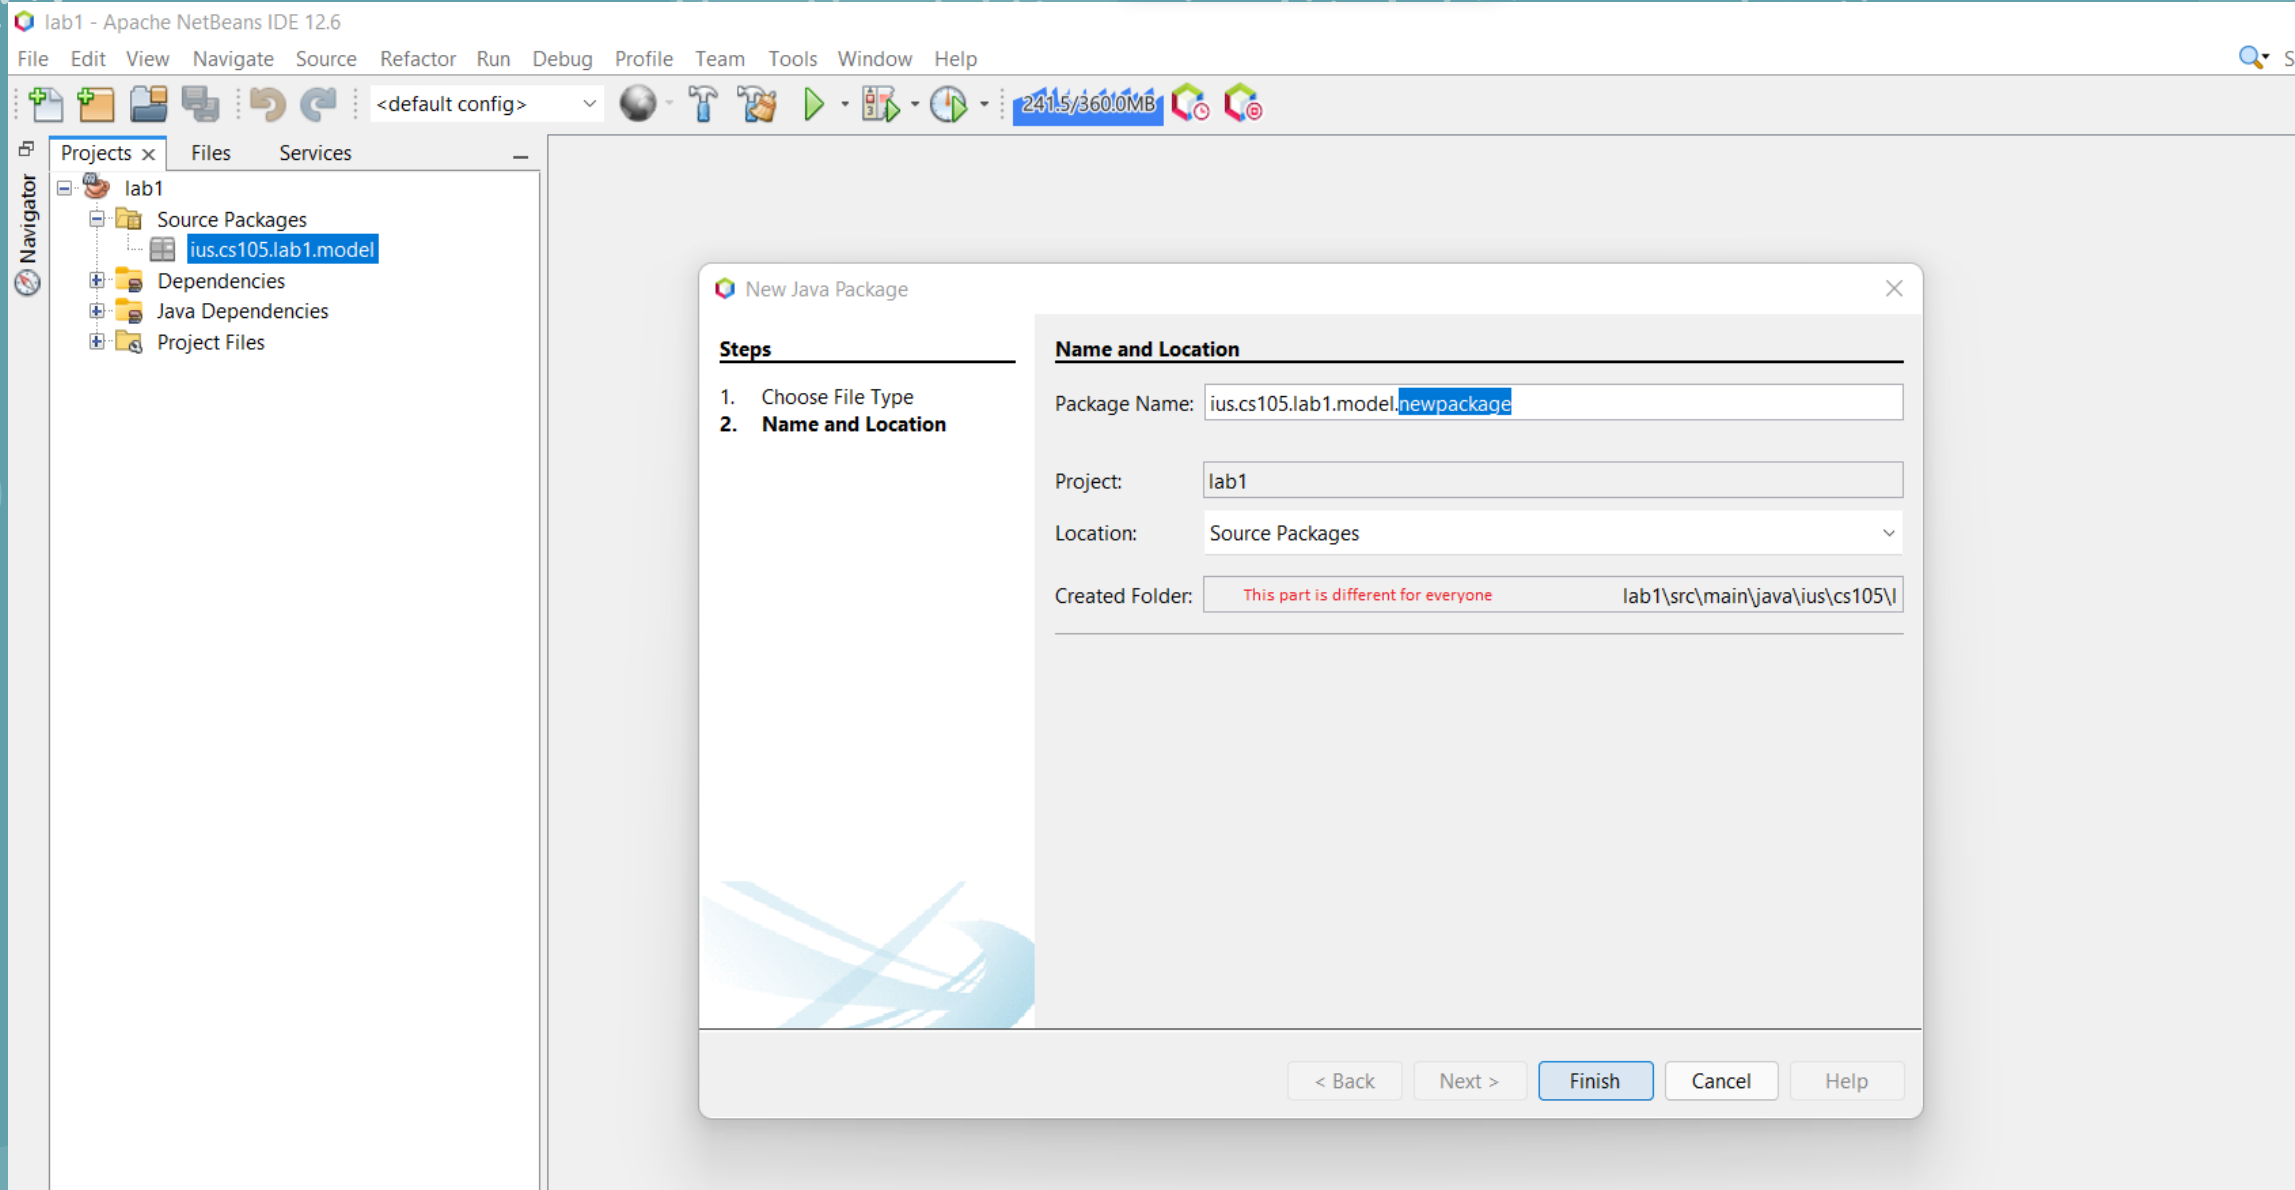 lab1 - Apache NetBeans IDE 12.6
File Edit View Navigate Source Refactor Run Debug Profile Team Tools Window Help
<default config> 241.5/360.0MB
Projects Files Services
Navigator
lab1
Source Packages
ius.cs105.lab1.model
Dependencies
Java Dependencies
Project Files
New Java Package
Steps
1. Choose File Type
2. Name and Location
Name and Location
Package Name: ius.cs105.lab1.model.newpackage
Project: lab1
Location: Source Packages
Created Folder: This part is different for everyone lab1\src\main\java\ius\cs105\l
< Back Next > Finish Cancel Help